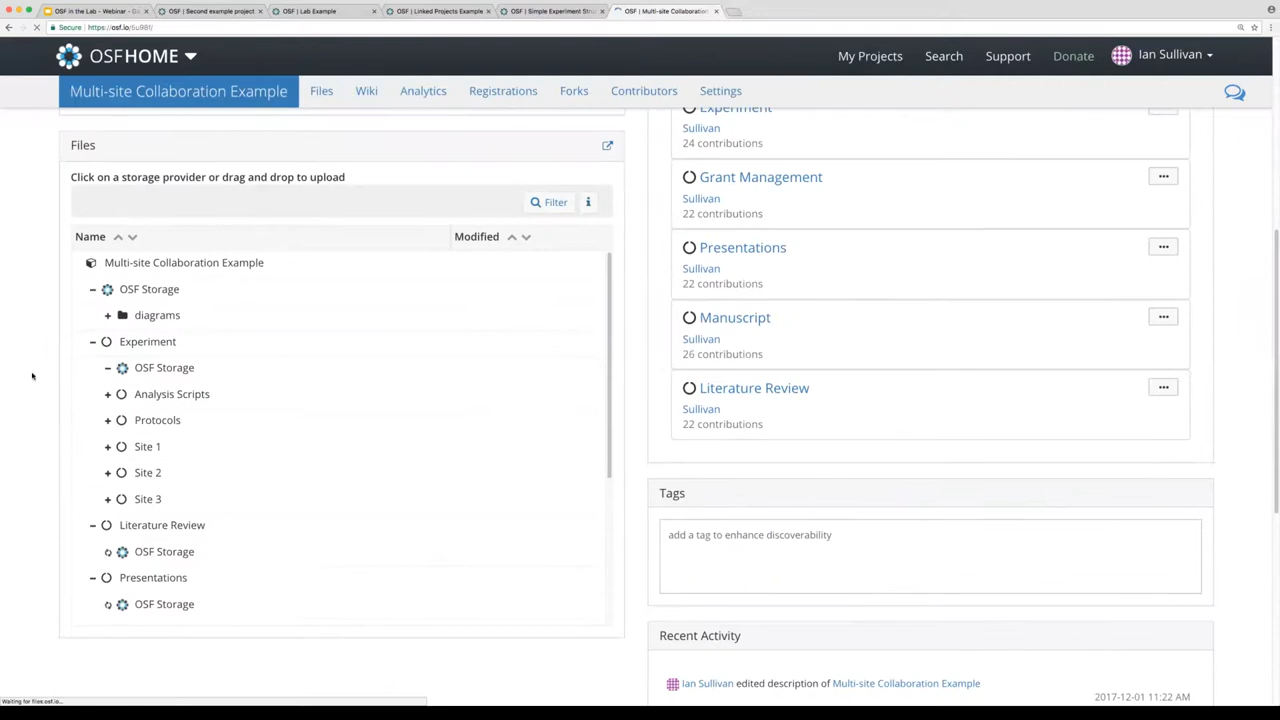 OSF in the Lab - Webinar - G
OSF | Second example project
OSF | Lab Example
OSF | Linked Projects Example
OSF | Simple Experiment Stru
OSF | Multi-site Collaboration
Secure https://osf.io/6u98f/
OSFHOME
My Projects
Search
Support
Donate
Ian Sullivan
Multi-site Collaboration Example
Files
Wiki
Analytics
Registrations
Forks
Contributors
Settings
Files
Click on a storage provider or drag and drop to upload
Filter
Name
Modified
Multi-site Collaboration Example
OSF Storage
diagrams
Experiment
OSF Storage
Analysis Scripts
Protocols
Site 1
Site 2
Site 3
Literature Review
OSF Storage
Presentations
OSF Storage
Experiment
Sullivan
24 contributions
Grant Management
Sullivan
22 contributions
Presentations
Sullivan
22 contributions
Manuscript
Sullivan
26 contributions
Literature Review
Sullivan
22 contributions
Tags
add a tag to enhance discoverability
Recent Activity
Ian Sullivan edited description of Multi-site Collaboration Example
2017-12-01 11:22 AM
Waiting for files.osf.io...